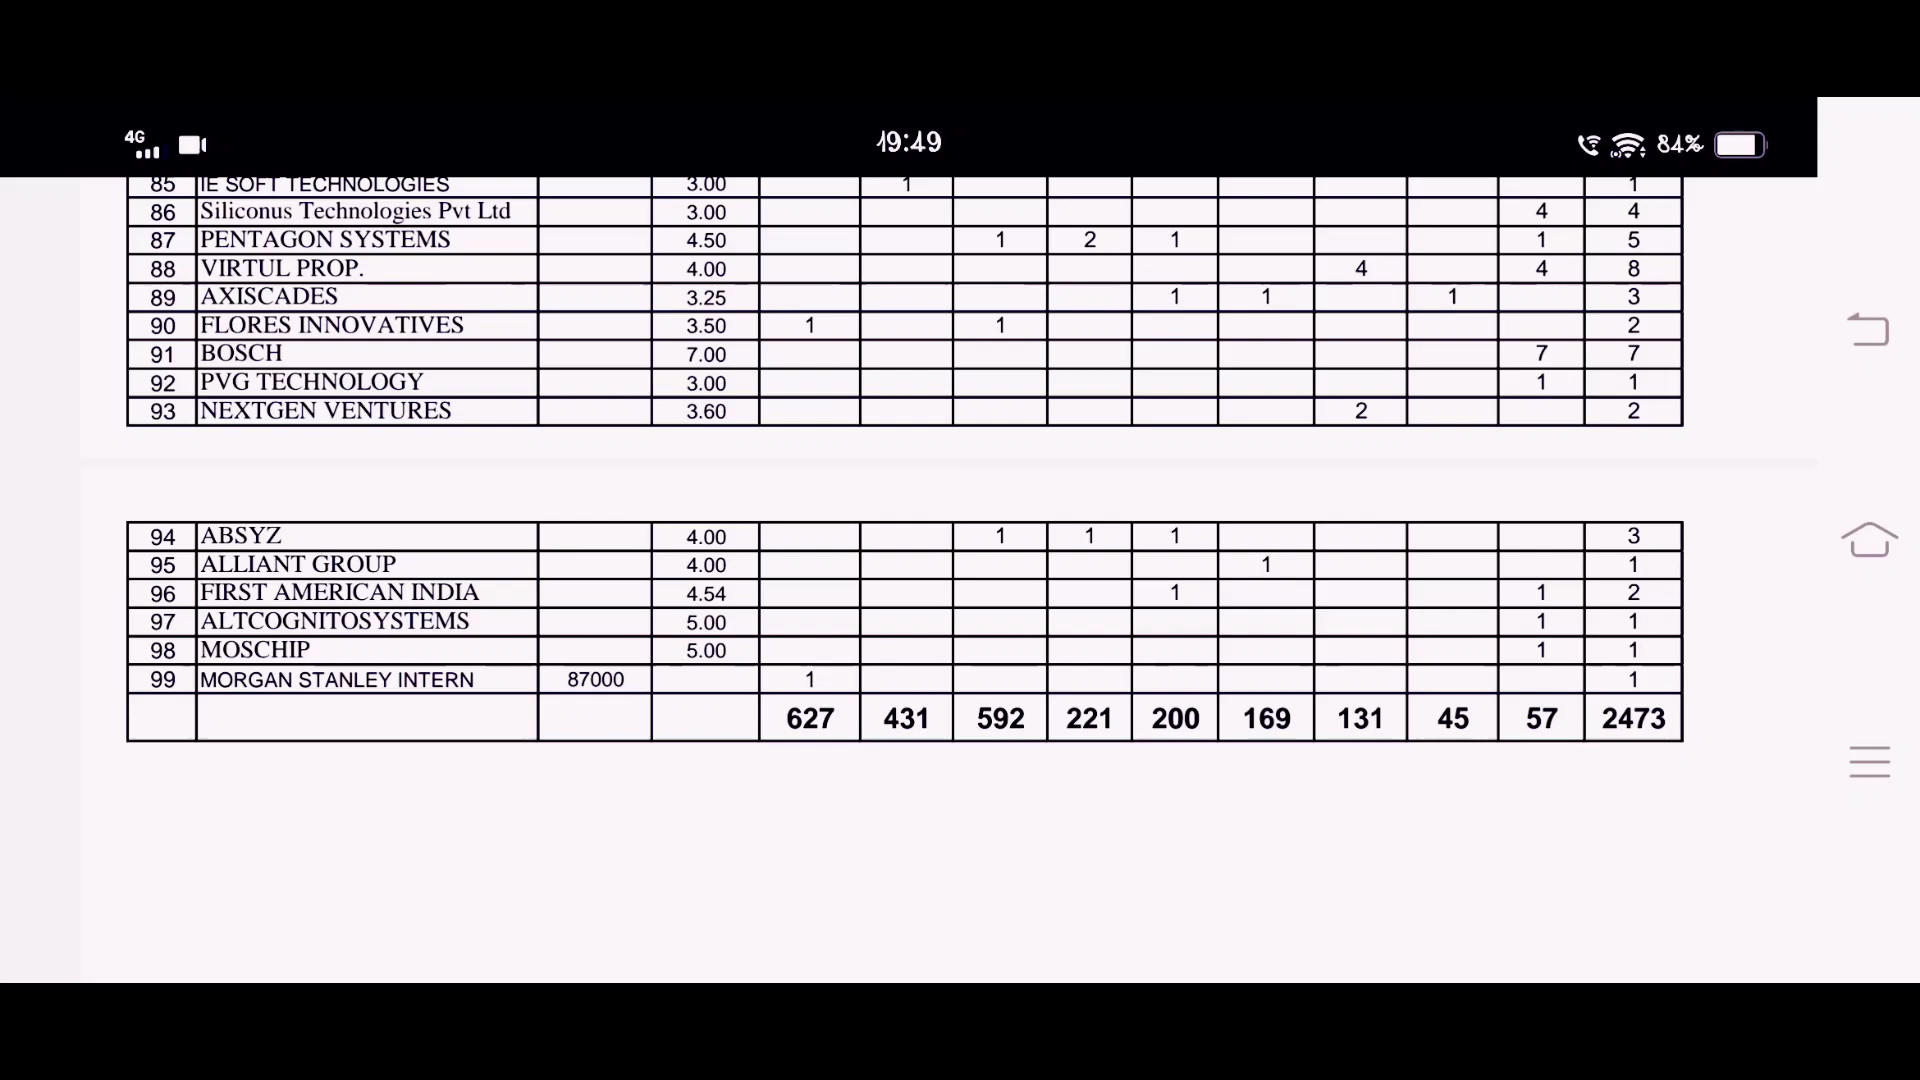 4G 19:49 84%
85 IE SOFT TECHNOLOGIES 3.00 1 1
86 Siliconus Technologies Pvt Ltd 3.00 4 4
87 PENTAGON SYSTEMS 4.50 1 2 1 1 5
88 VIRTUL PROP. 4.00 4 4 8
89 AXISCADES 3.25 1 1 1 3
90 FLORES INNOVATIVES 3.50 1 1 2
91 BOSCH 7.00 7 7
92 PVG TECHNOLOGY 3.00 1 1
93 NEXTGEN VENTURES 3.60 2 2
94 ABSYZ 4.00 1 1 1 3
95 ALLIANT GROUP 4.00 1 1
96 FIRST AMERICAN INDIA 4.54 1 1 2
97 ALTCOGNITOSYSTEMS 5.00 1 1
98 MOSCHIP 5.00 1 1
99 MORGAN STANLEY INTERN 87000 1 1
627 431 592 221 200 169 131 45 57 2473